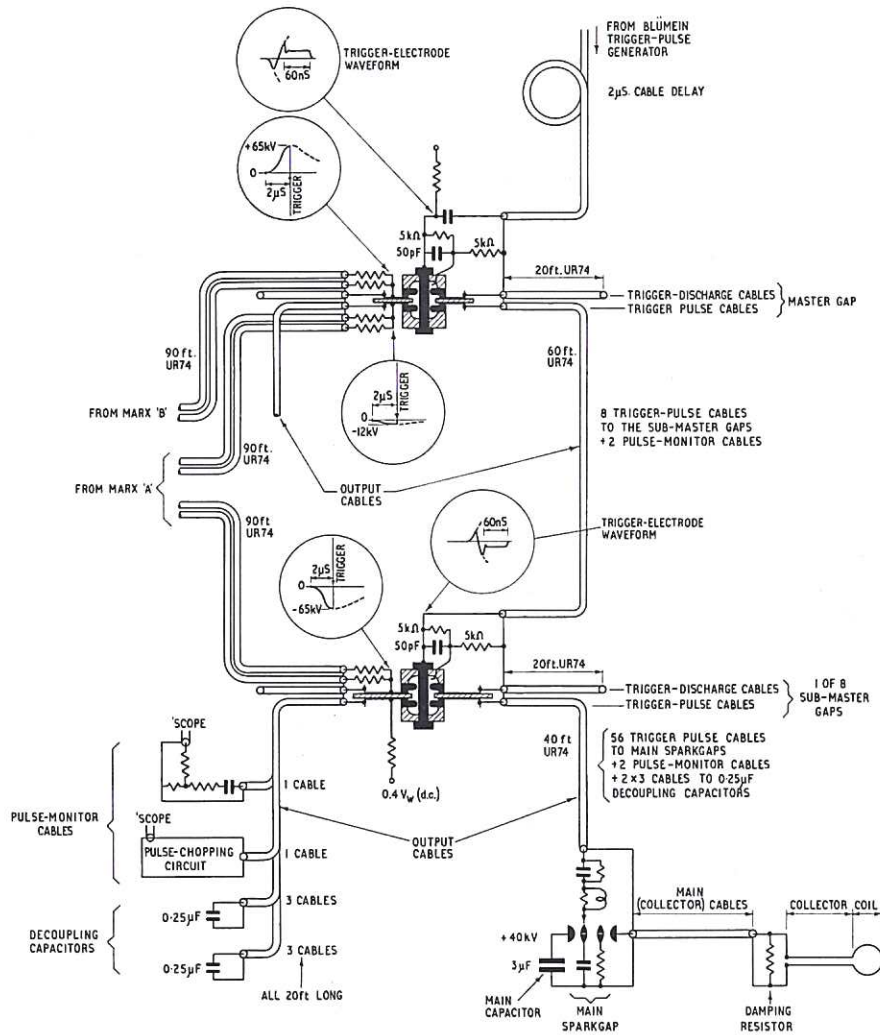 FROM BLÜMEIN
TRIGGER-PULSE
GENERATOR
TRIGGER-ELECTRODE
WAVEFORM
60nS
2μS. CABLE DELAY
+65kV
0
2μS
TRIGGER
5kΩ
50pF
5kΩ
20ft.UR74
TRIGGER-DISCHARGE CABLES
TRIGGER PULSE CABLES
MASTER GAP
90ft.
UR74
60ft.
UR74
2μS
TRIGGER
0
-12kV
FROM MARX 'B'
8 TRIGGER-PULSE CABLES
TO THE SUB-MASTER GAPS
+2 PULSE-MONITOR CABLES
90ft.
UR74
FROM MARX 'A'
OUTPUT
CABLES
90ft
UR74
60nS
TRIGGER-ELECTRODE
WAVEFORM
2μS
TRIGGER
0
-65kV
5kΩ
50pF
5kΩ
20ft.UR74
TRIGGER-DISCHARGE CABLES
TRIGGER-PULSE CABLES
1 OF 8
SUB-MASTER
GAPS
'SCOPE
40ft
UR74
56 TRIGGER PULSE CABLES
TO MAIN SPARKGAPS
+2 PULSE-MONITOR CABLES
+2×3 CABLES TO 0·25μF
DECOUPLING CAPACITORS
1 CABLE
0.4 VW (d.c.)
PULSE-MONITOR
CABLES
'SCOPE
PULSE-CHOPPING
CIRCUIT
1 CABLE
OUTPUT
CABLES
DECOUPLING
CAPACITORS
0·25μF
3 CABLES
0·25μF
3 CABLES
ALL 20ft LONG
MAIN
(COLLECTOR) CABLES
COLLECTOR
COIL
+40kV
3μF
MAIN
CAPACITOR
MAIN
SPARKGAP
DAMPING
RESISTOR